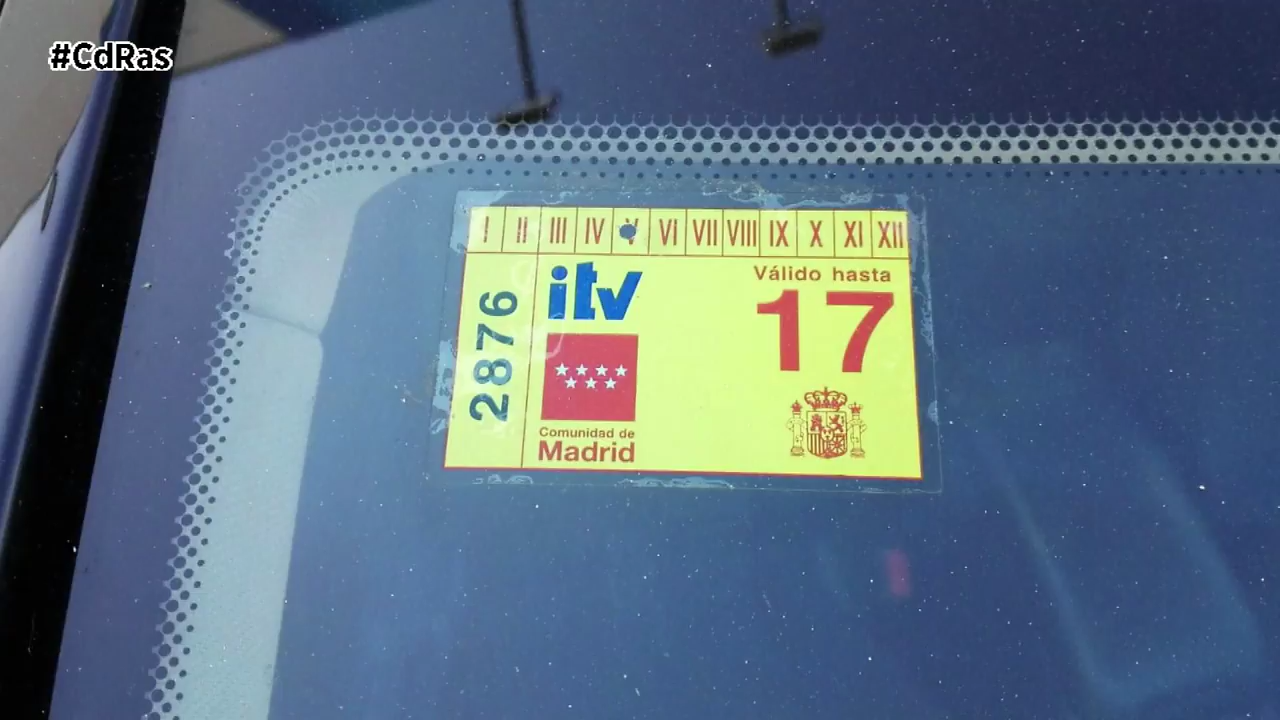 #CdRas
I II III IV V VI VII VIII IX X XI XII
2876
itv
Válido hasta
17
Comunidad de
Madrid